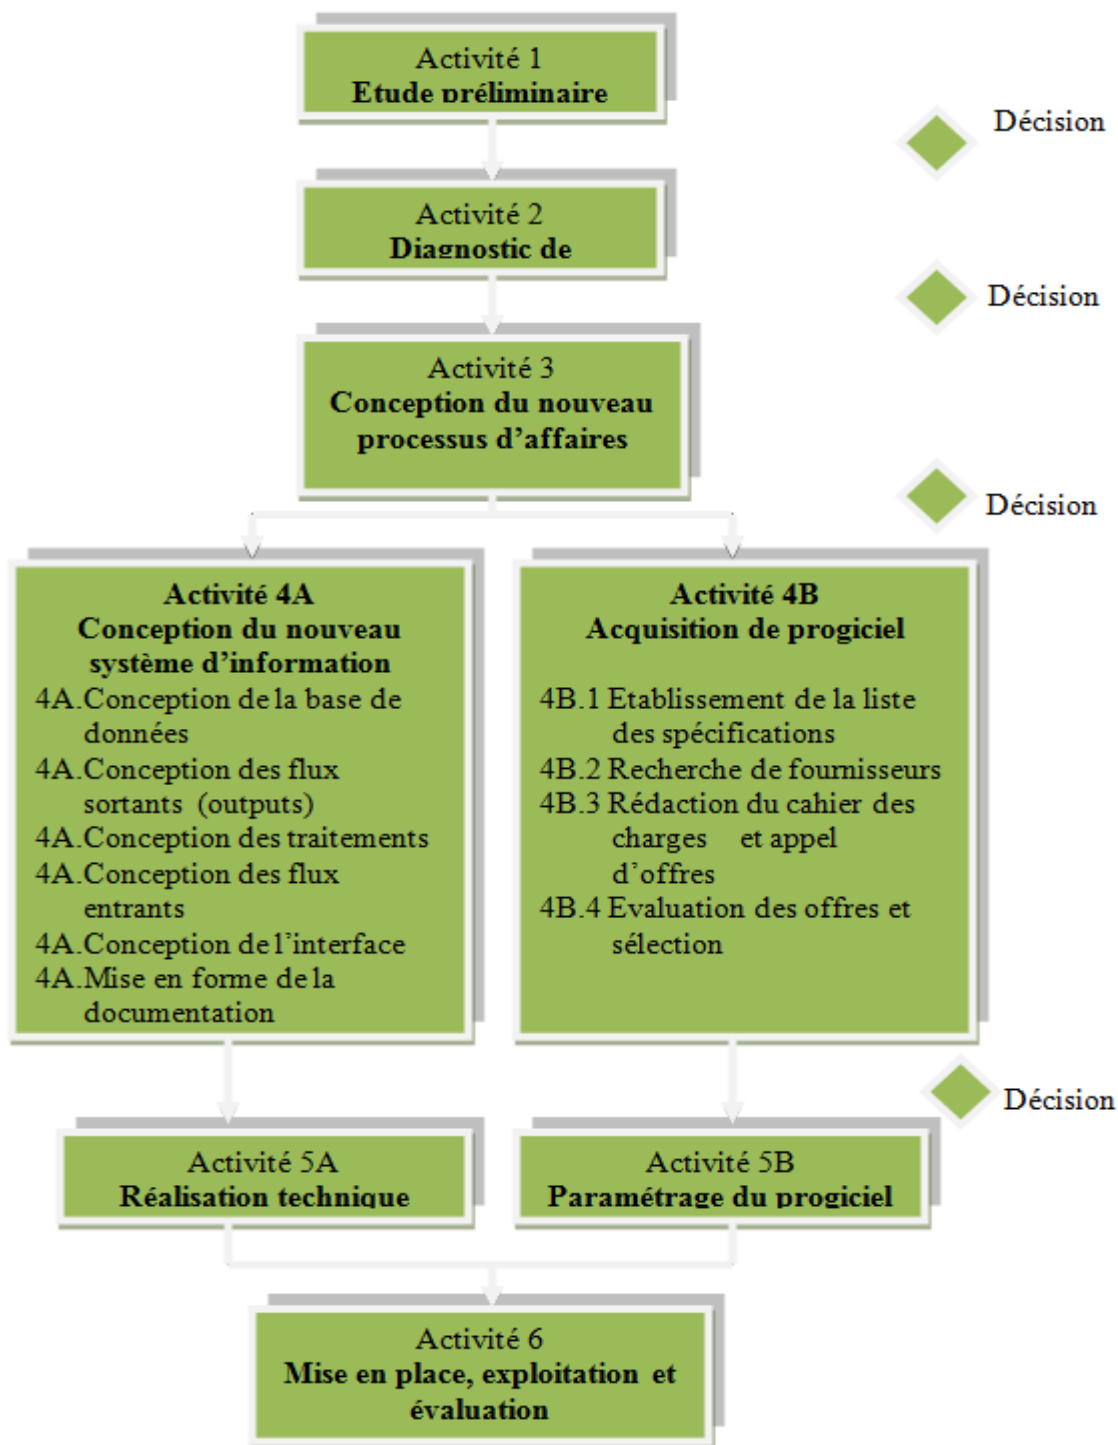 Activité 1
Etude préliminaire
Décision
Activité 2
Diagnostic de
Décision
Activité 3
Conception du nouveau
processus d’affaires
Décision
Activité 4A
Conception du nouveau
système d’information
4A.Conception de la base de
données
4A.Conception des flux
sortants (outputs)
4A.Conception des traitements
4A.Conception des flux
entrants
4A.Conception de l’interface
4A.Mise en forme de la
documentation
Activité 4B
Acquisition de progiciel
4B.1 Etablissement de la liste
des spécifications
4B.2 Recherche de fournisseurs
4B.3 Rédaction du cahier des
charges et appel
d’offres
4B.4 Evaluation des offres et
sélection
Décision
Activité 5A
Réalisation technique
Activité 5B
Paramétrage du progiciel
Activité 6
Mise en place, exploitation et
évaluation